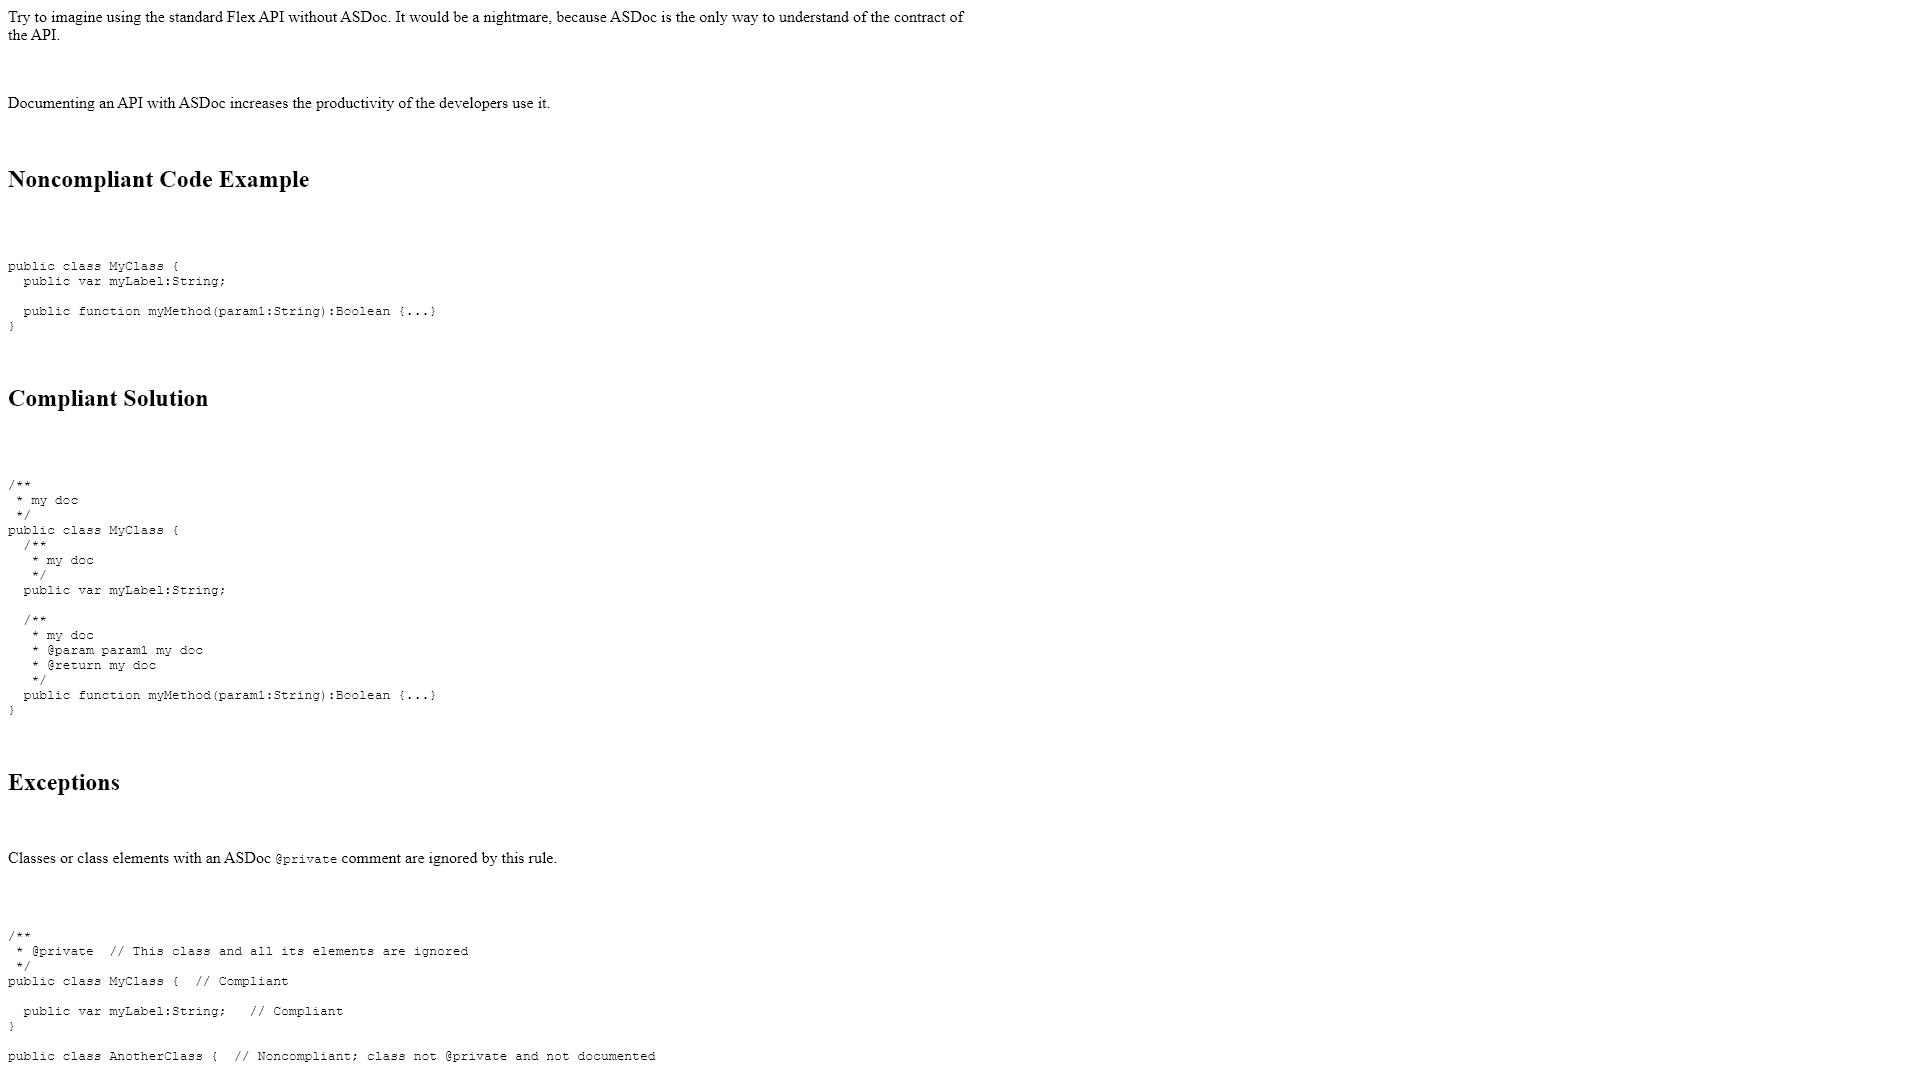 Try to imagine using the standard Flex API without ASDoc. It would be a nightmare, because ASDoc is the only way to understand of the contract of
the API.
Documenting an API with ASDoc increases the productivity of the developers use it.
Noncompliant Code Example
public class MyClass {
  public var myLabel:String;
  public function myMethod(param1:String):Boolean {...}
}
Compliant Solution
/**
 * my doc
 */
public class MyClass {
  /**
   * my doc
   */
  public var myLabel:String;
  /**
   * my doc
   * @param param1 my doc
   * @return my doc
   */
  public function myMethod(param1:String):Boolean {...}
}
Exceptions
Classes or class elements with an ASDoc @private comment are ignored by this rule.
/**
 * @private  // This class and all its elements are ignored
 */
public class MyClass {  // Compliant
  public var myLabel:String;   // Compliant
}
public class AnotherClass {  // Noncompliant; class not @private and not documented